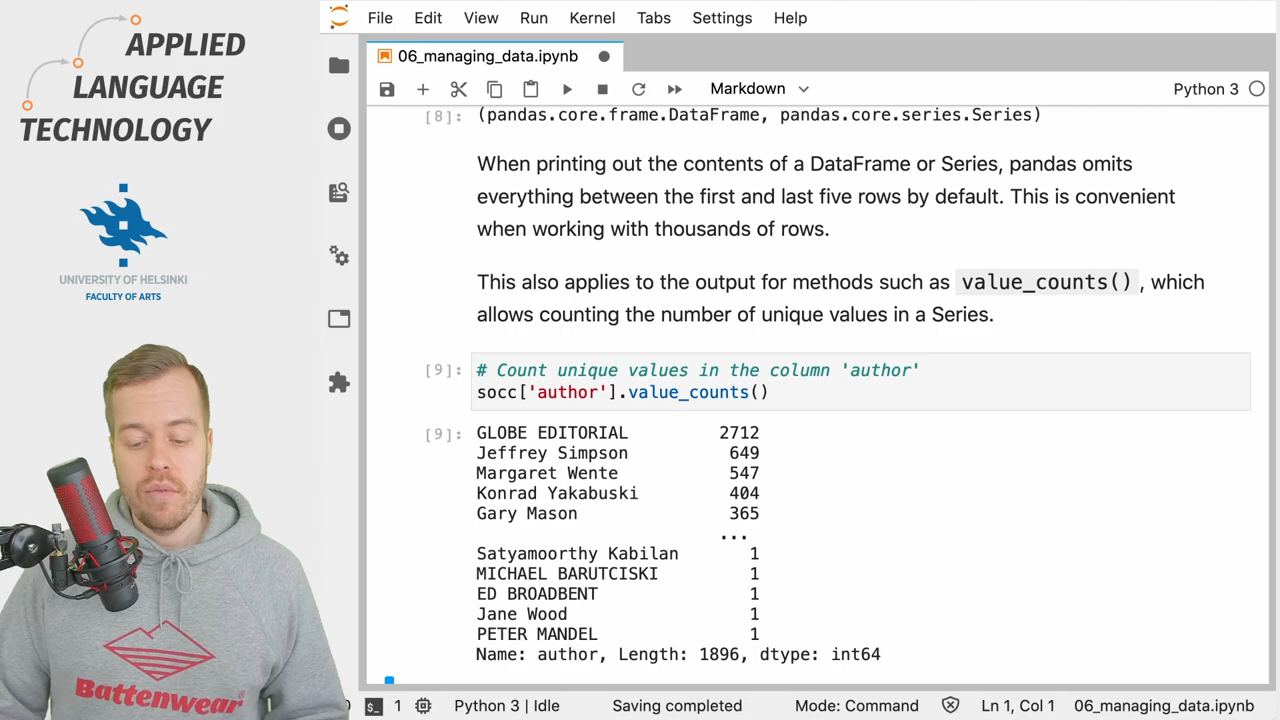 APPLIED
LANGUAGE
TECHNOLOGY
UNIVERSITY OF HELSINKI
FACULTY OF ARTS
Battenwear®
File Edit View Run Kernel Tabs Settings Help
06_managing_data.ipynb
Markdown
Python 3
[8]: (pandas.core.frame.DataFrame, pandas.core.series.Series)
When printing out the contents of a DataFrame or Series, pandas omits
everything between the first and last five rows by default. This is convenient
when working with thousands of rows.
This also applies to the output for methods such as value_counts(), which
allows counting the number of unique values in a Series.
[9]: # Count unique values in the column 'author'
socc['author'].value_counts()
[9]: GLOBE EDITORIAL 2712
Jeffrey Simpson 649
Margaret Wente 547
Konrad Yakabuski 404
Gary Mason 365
...
Satyamoorthy Kabilan 1
MICHAEL BARUTCISKI 1
ED BROADBENT 1
Jane Wood 1
PETER MANDEL 1
Name: author, Length: 1896, dtype: int64
1 Python 3 | Idle Saving completed Mode: Command Ln 1, Col 1 06_managing_data.ipynb